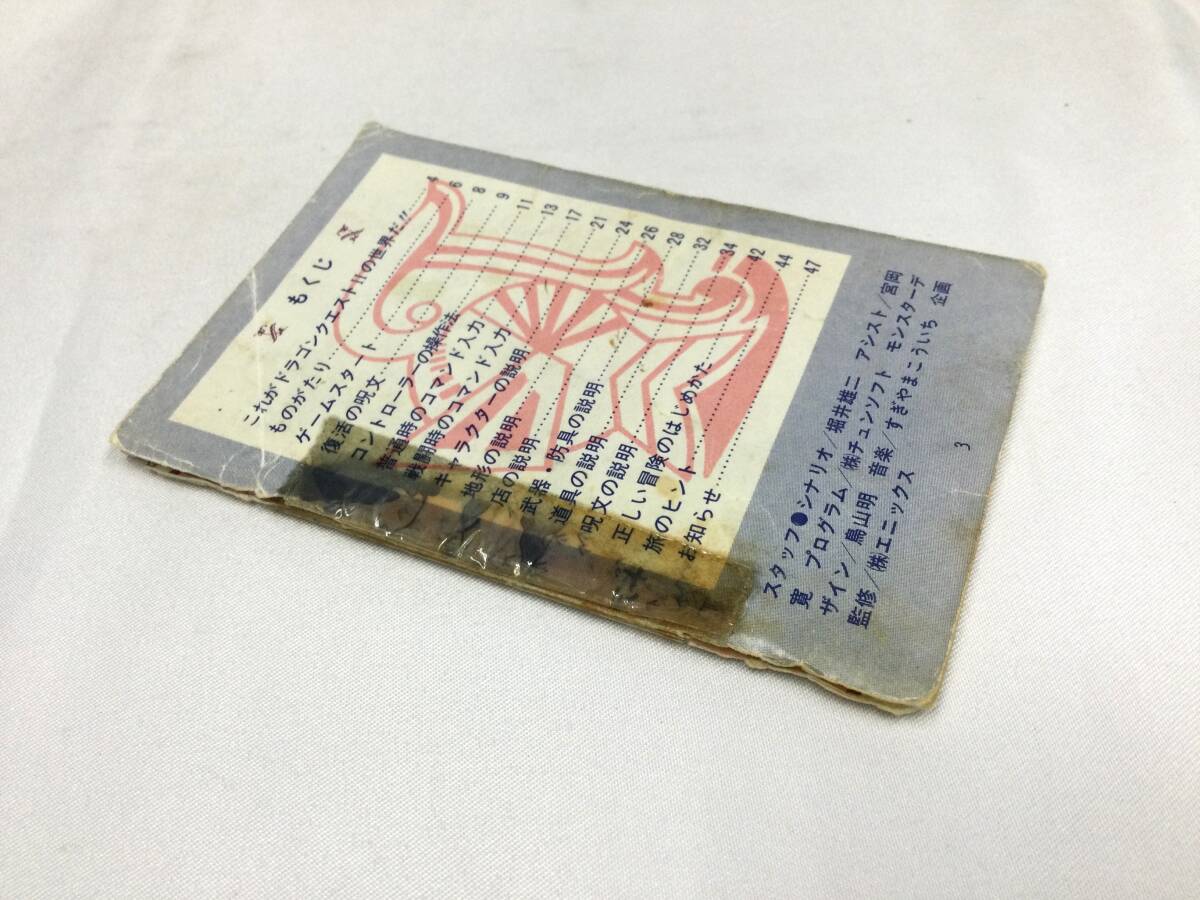 もくじ
これがドラゴンクエストIIの世界だ!! 4
ものがたり 6
ゲームスタート 8
復活の呪文 9
コントローラーの操作法 11
普通時のコマンド入力 13
戦闘時のコマンド入力 17
キャラクターの説明 21
地形の説明 24
店の説明 26
武器・防具の説明 28
道具の説明 32
呪文の説明 34
正しい冒険のはじめかた 42
旅のヒント 44
お知らせ 47
スタッフ●シナリオ/堀井雄二 アシスト/宮岡
寛 プログラム/㈱チュンソフト モンスターデ
ザイン/鳥山明 音楽/すぎやまこういち 企画
監修/㈱エニックス
3